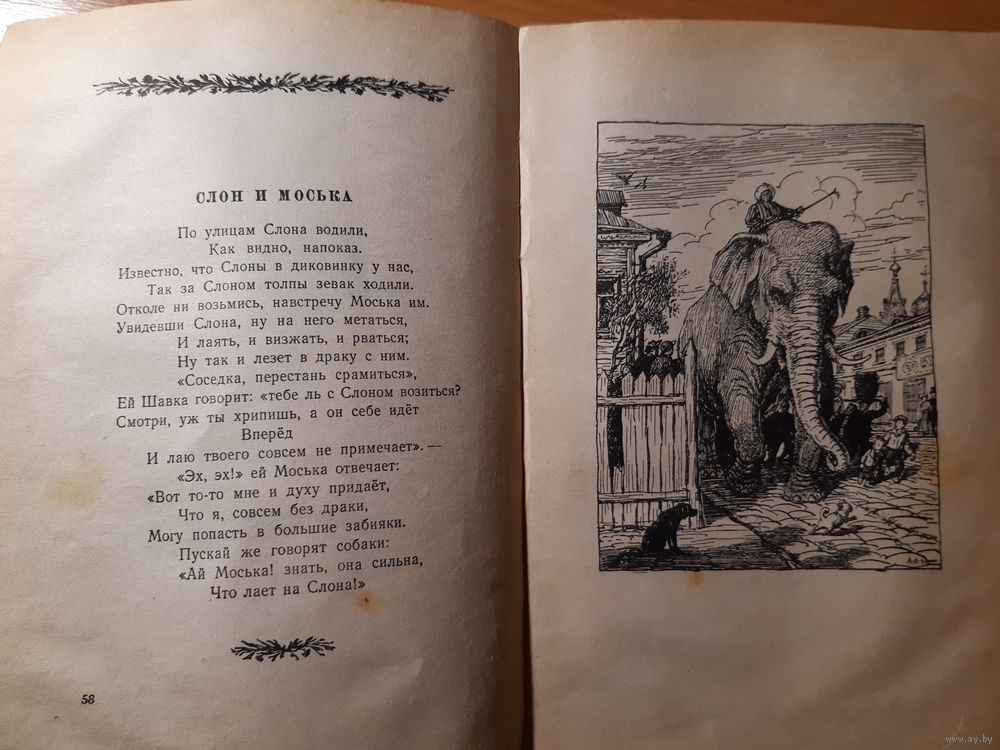 СЛОН И МОСЬКА
По улицам Слона водили,
Как видно, напоказ.
Известно, что Слоны в диковинку у нас,
Так за Слоном толпы зевак ходили.
Отколе ни возьмись, навстречу Моська им.
Увидевши Слона, ну на него метаться,
И лаять, и визжать, и рваться;
Ну так и лезет в драку с ним.
«Соседка, перестань срамиться»,
Ей Шавка говорит: «тебе ль с Слоном возиться?
Смотри, уж ты хрипишь, а он себе идёт
Вперёд
И лаю твоего совсем не примечает». —
«Эх, эх!» ей Моська отвечает:
«Вот то-то мне и духу придаёт,
Что я, совсем без драки,
Могу попасть в большие забияки.
Пускай же говорят собаки:
«Ай Моська! знать, она сильна,
Что лает на Слона!»
58
www.ay.by